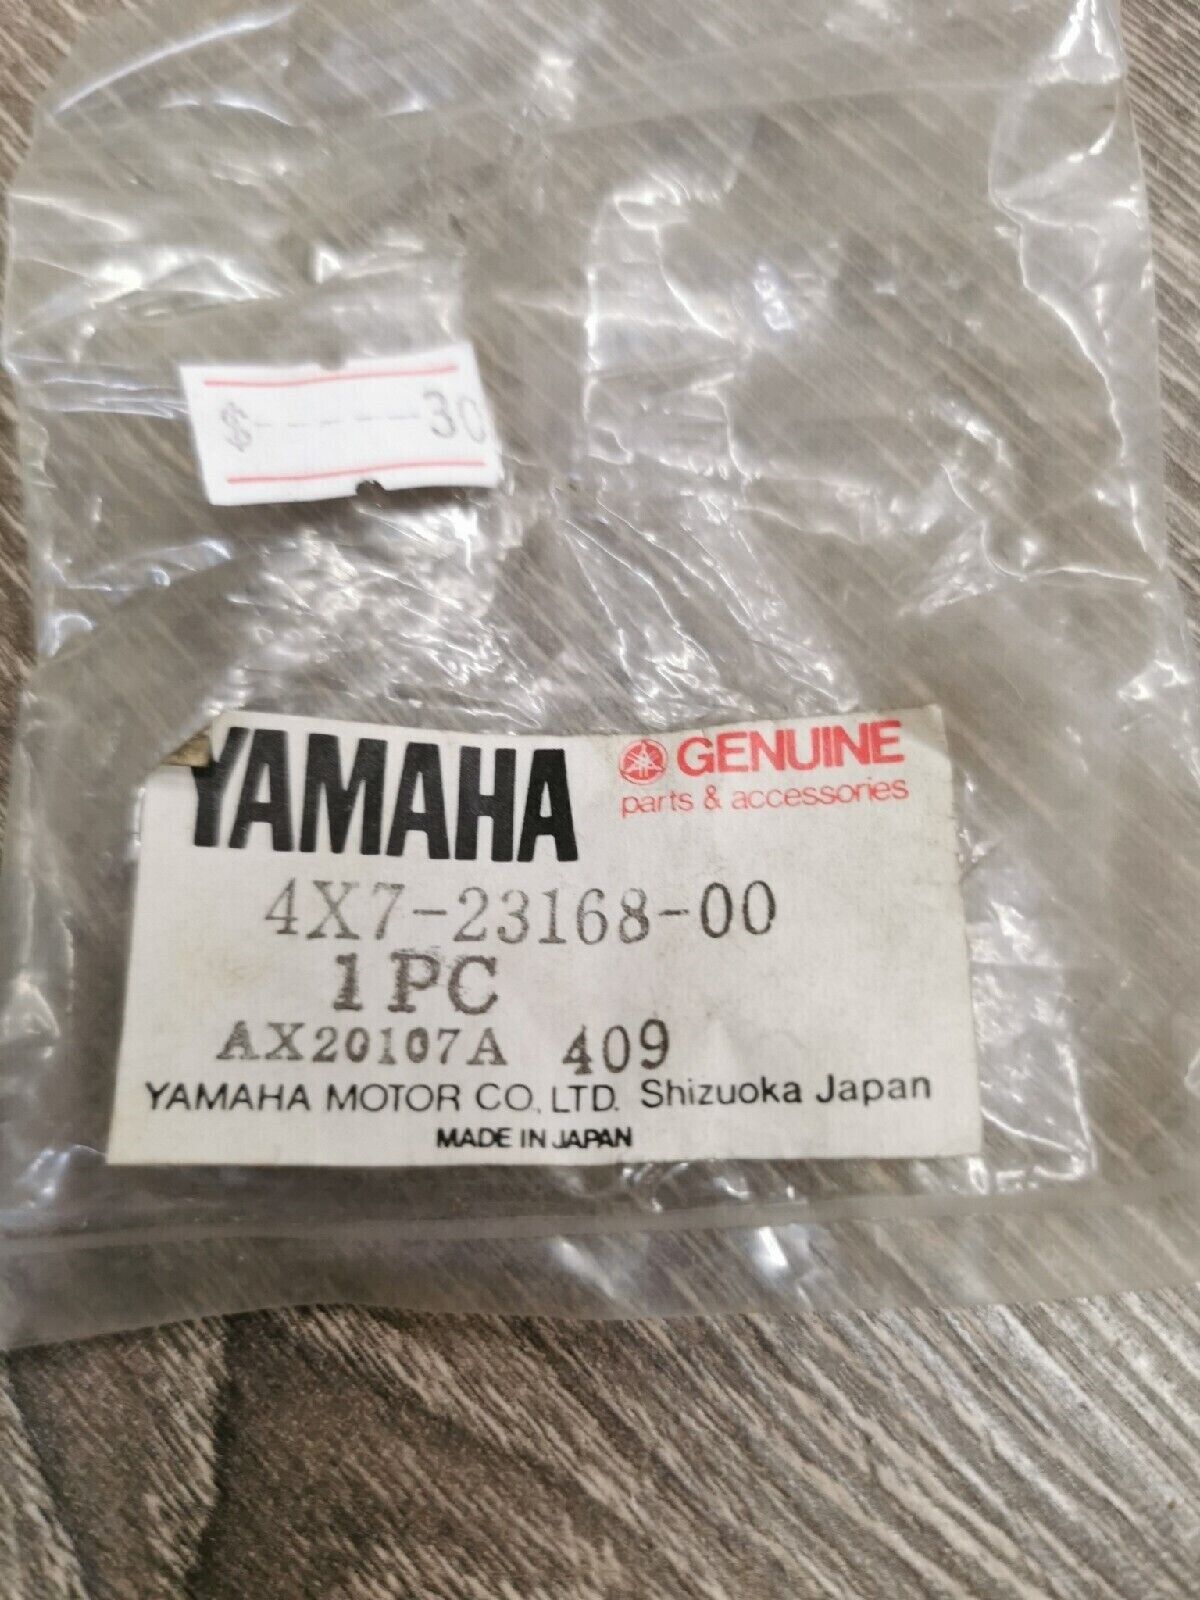 $------30
YAMAHA
GENUINE
parts & accessories
4X7-23168-00
1PC
AX20107A 409
YAMAHA MOTOR CO., LTD. Shizuoka Japan
MADE IN JAPAN